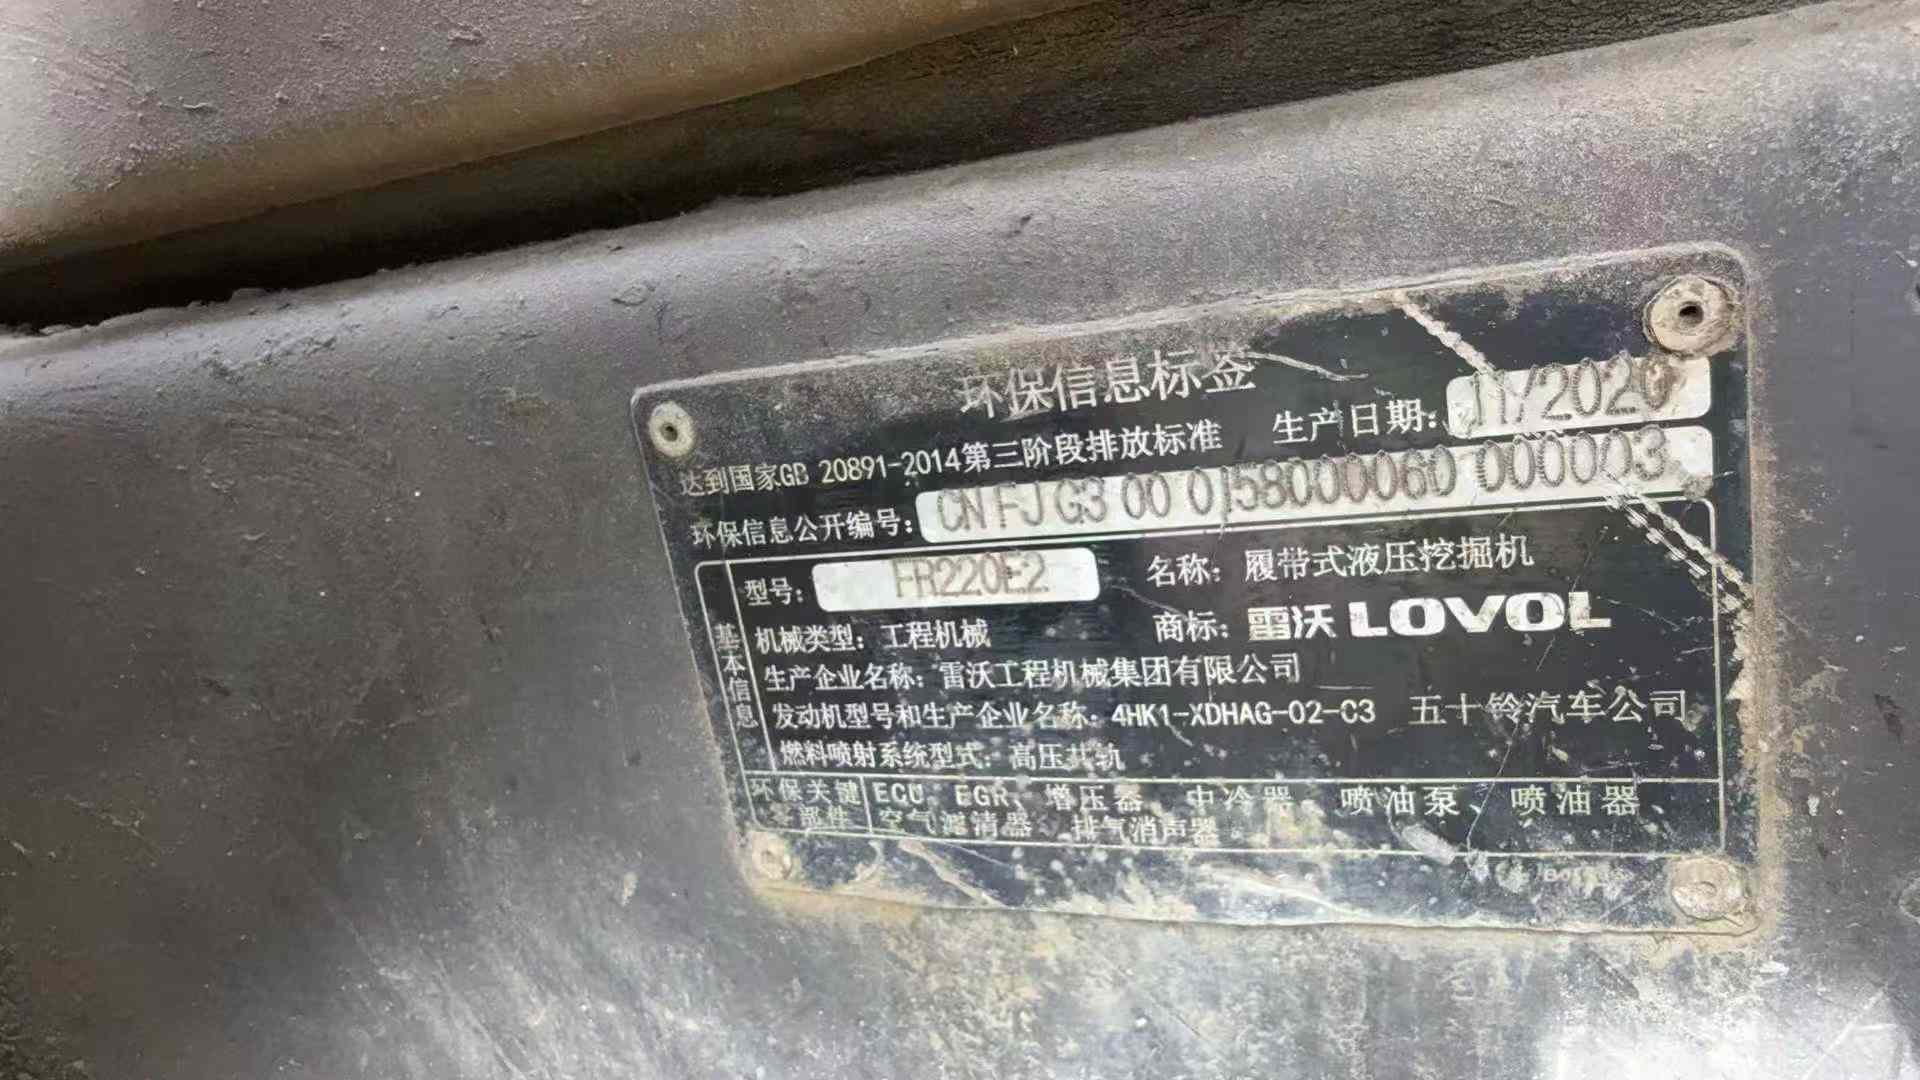 环保信息标签
达到国家GB 20891-2014第三阶段排放标准 生产日期: 11/2020
环保信息公开编号: CN FJ G3 00 0158000060 000003
基本信息
型号: FR220E2 名称: 履带式液压挖掘机
机械类型: 工程机械 商标: 雷沃 LOVOL
生产企业名称: 雷沃工程机械集团有限公司
发动机型号和生产企业名称: 4HK1-XDHAG-02-C3 五十铃汽车公司
燃料喷射系统型式: 高压共轨
环保关键零部件
ECU、EGR、增压器、中冷器、喷油泵、喷油器、
空气滤清器、排气消声器